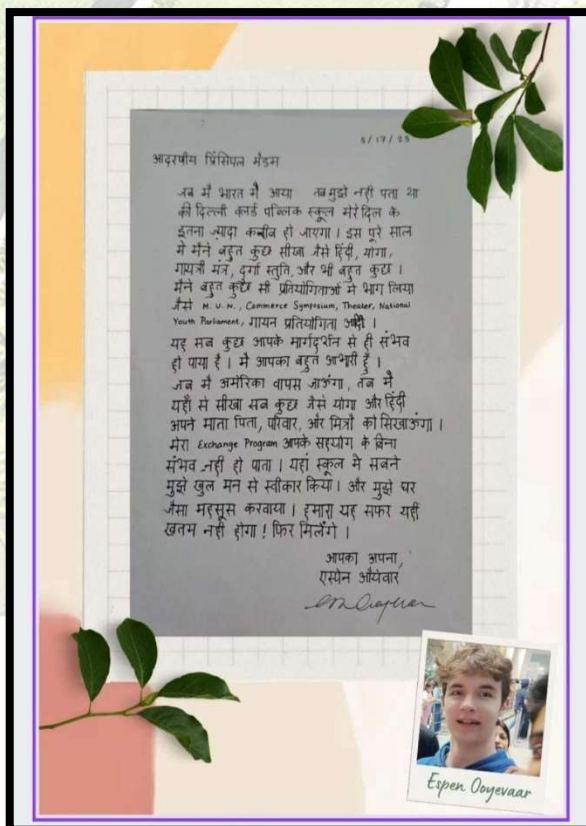 5/17/23
आदरणीय प्रिंसिपल मैडम
जब मै भारत मै आया तब मुझे नही पता था
की दिल्ली वर्ल्ड पब्लिक स्कूल मेरे दिल के
इतना ज़्यादा करीब हो जाएगा । इस पूरे साल
मे मैंने बहुत कुछ सीखा जैसे हिंदी, योगा,
गायत्री मंत्र, दुर्गा स्तुति, और भी बहुत कुछ ।
मैंने बहुत कुछ सी प्रतियोगिताओं मे भाग लिया
जैसे M. U. N., Commerce Symposium, Theater, National
Youth Parliament, गायन प्रतियोगिता आदी ।
यह सब कुछ आपके मार्गदर्शन से ही संभव
हो पाया है । मै आपका बहुत आभारी हूँ ।
जब मै अमेरिका वापस जाऊंगा, तब मैं
यहाँ से सीखा सब कुछ जैसे योगा और हिंदी
अपने माता पिता, परिवार, और मित्रो को सिखाऊंगा ।
मेरा Exchange Program आपके सहयोग के बिना
संभव नही हो पाता । यहां स्कूल मे सबने
मुझे खुल मन से स्वीकार किया । और मुझे घर
जैसा महसूस करवाया । हमारा यह सफर यहीं
खतम नही होगा ! फिर मिलेंगे ।
आपका अपना,
एस्पेन औयेवार
Espen Ooyevaar